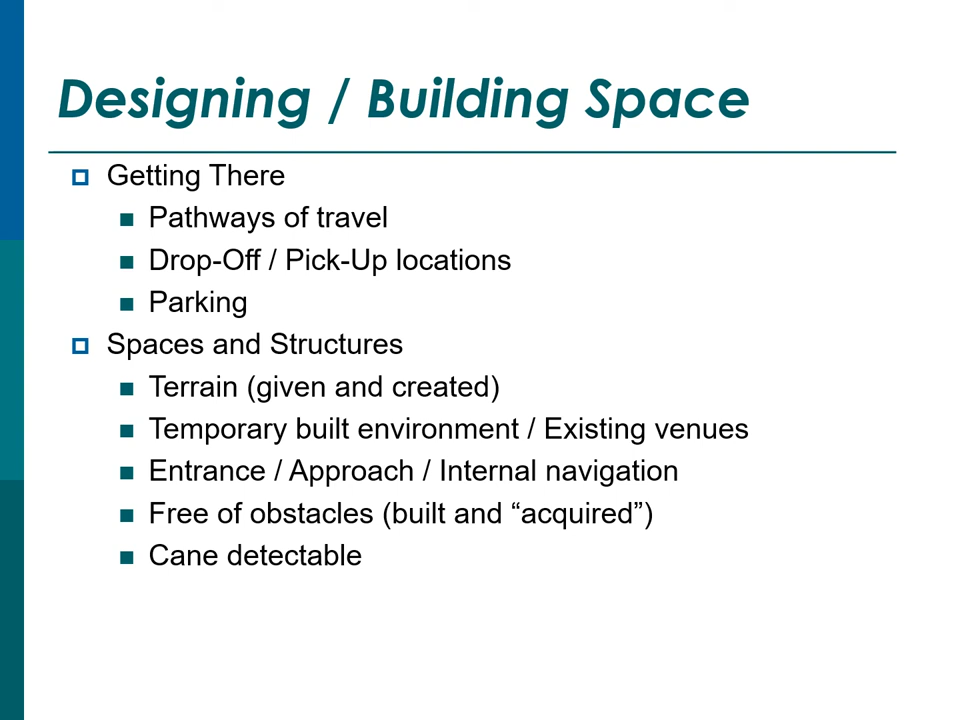 Designing / Building Space
Getting There
Pathways of travel
Drop-Off / Pick-Up locations
Parking
Spaces and Structures
Terrain (given and created)
Temporary built environment / Existing venues
Entrance / Approach / Internal navigation
Free of obstacles (built and “acquired”)
Cane detectable